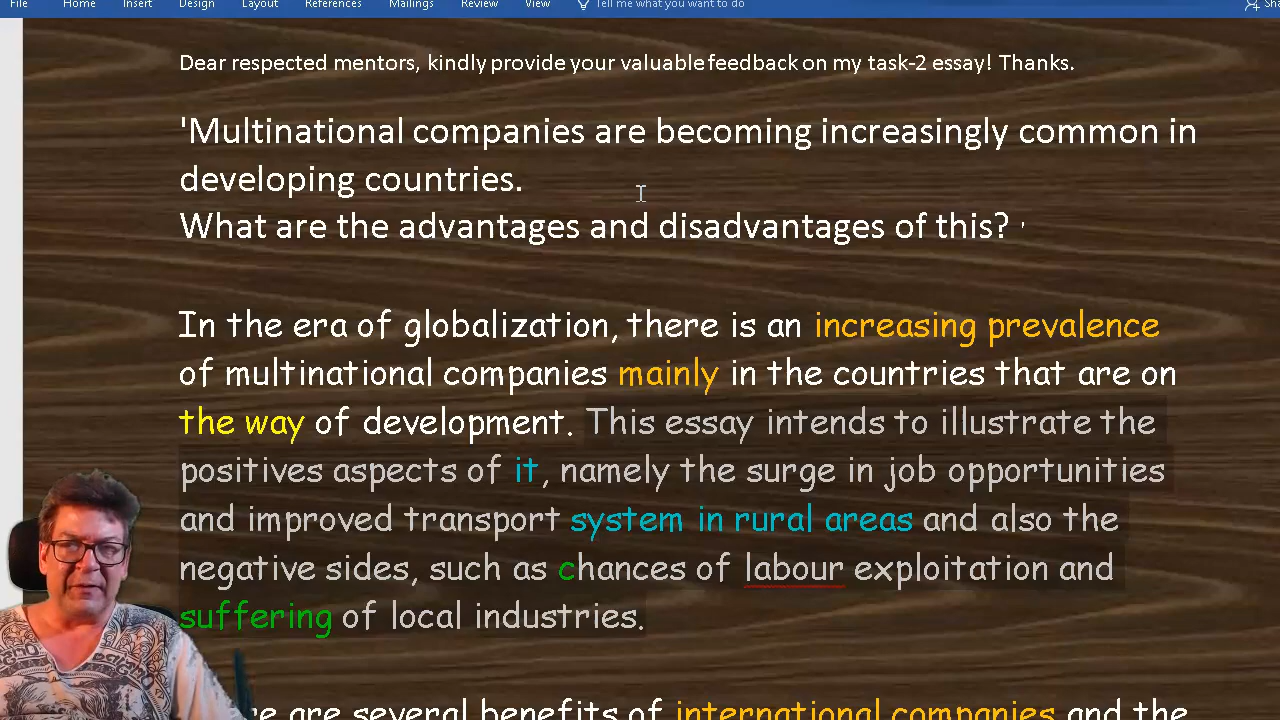 File Home Insert Design Layout References Mailings Review View Tell me what you want to do
Dear respected mentors, kindly provide your valuable feedback on my task-2 essay! Thanks.
'Multinational companies are becoming increasingly common in
developing countries.
What are the advantages and disadvantages of this? '
In the era of globalization, there is an increasing prevalence
of multinational companies mainly in the countries that are on
the way of development. This essay intends to illustrate the
positives aspects of it, namely the surge in job opportunities
and improved transport system in rural areas and also the
negative sides, such as chances of labour exploitation and
suffering of local industries.
are several benefits of international companies and the